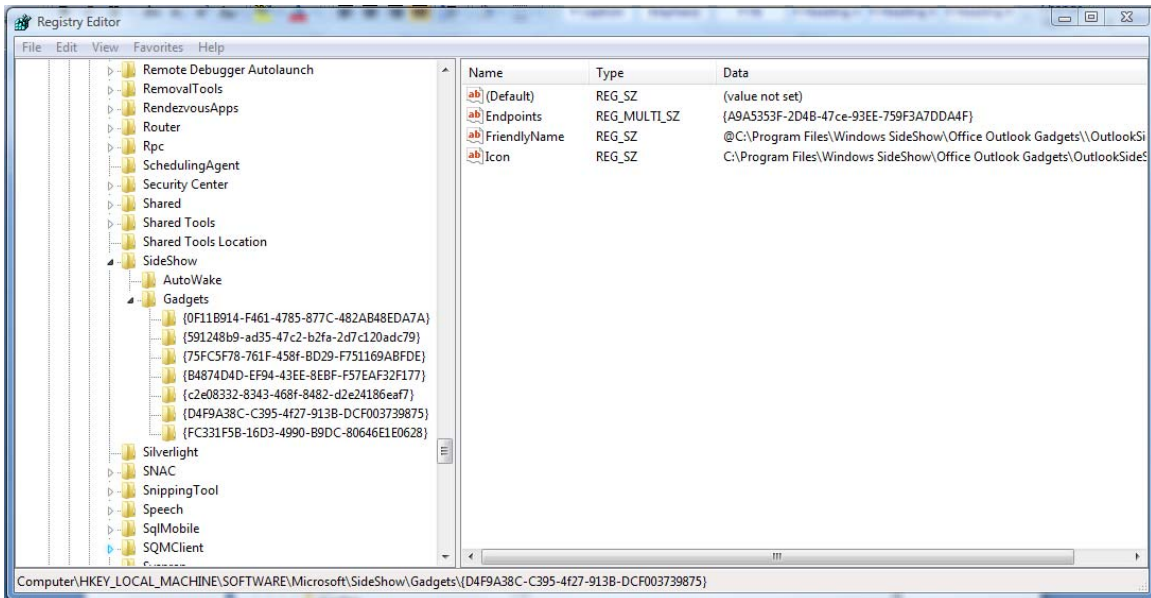 Registry Editor
File Edit View Favorites Help
Remote Debugger Autolaunch
RemovalTools
RendezvousApps
Router
Rpc
SchedulingAgent
Security Center
Shared
Shared Tools
Shared Tools Location
SideShow
AutoWake
Gadgets
{0F11B914-F461-4785-877C-482AB48EDA7A}
{591248b9-ad35-47c2-b2fa-2d7c120adc79}
{75FC5F78-761F-458f-BD29-F751169ABFDE}
{B4874D4D-EF94-43EE-8EBF-F57EAF32F177}
{c2e08332-8343-468f-8482-d2e24186eaf7}
{D4F9A38C-C395-4f27-913B-DCF003739875}
{FC331F5B-16D3-4990-B9DC-80646E1E0628}
Silverlight
SNAC
SnippingTool
Speech
SqlMobile
SQMClient
Name Type Data
(Default) REG_SZ (value not set)
Endpoints REG_MULTI_SZ {A9A5353F-2D4B-47ce-93EE-759F3A7DDA4F}
FriendlyName REG_SZ @C:\Program Files\Windows SideShow\Office Outlook Gadgets\\OutlookSi
Icon REG_SZ C:\Program Files\Windows SideShow\Office Outlook Gadgets\OutlookSideS
Computer\HKEY_LOCAL_MACHINE\SOFTWARE\Microsoft\SideShow\Gadgets\{D4F9A38C-C395-4f27-913B-DCF003739875}